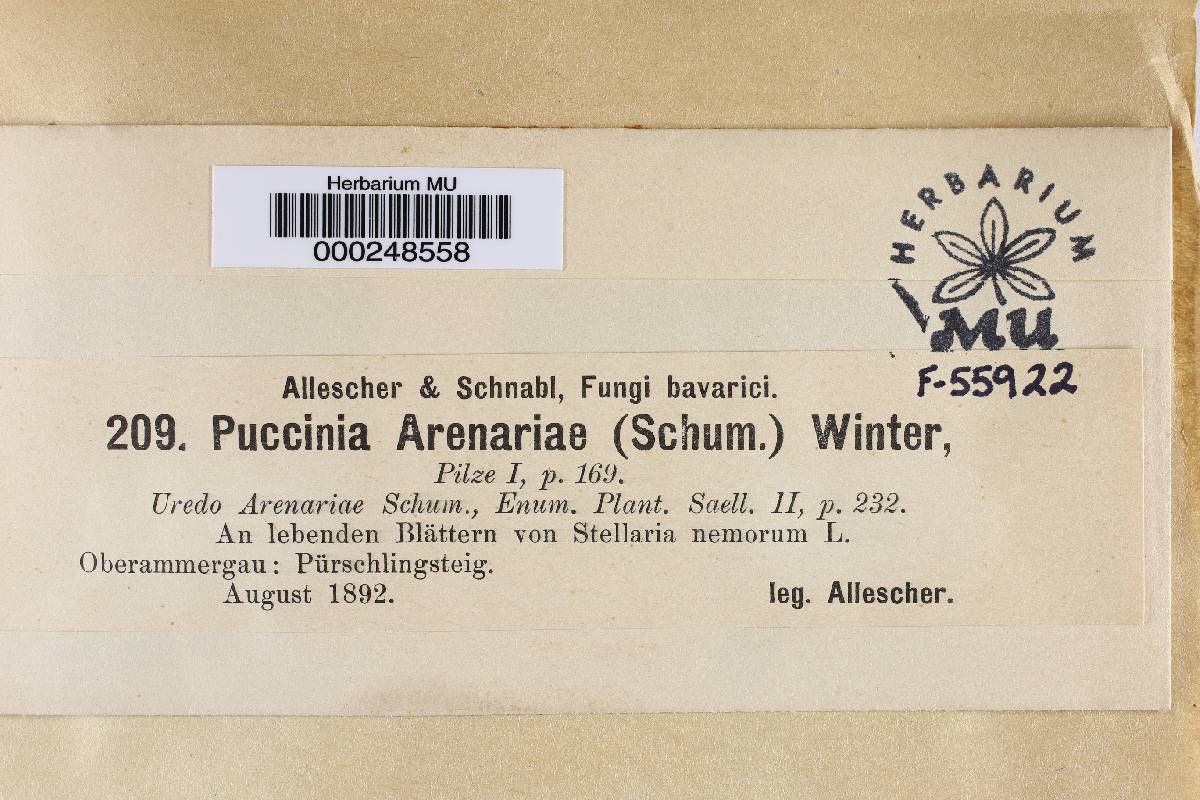 Herbarium MU
000248558
HERBARIUM
MU
F-55922
Allescher & Schnabl, Fungi bavarici.
209. Puccinia Arenariae (Schum.) Winter,
Pilze I, p. 169.
Uredo Arenariae Schum., Enum. Plant. Saell. II, p. 232.
An lebenden Blättern von Stellaria nemorum L.
Oberammergau: Pürschlingsteig.
August 1892. leg. Allescher.